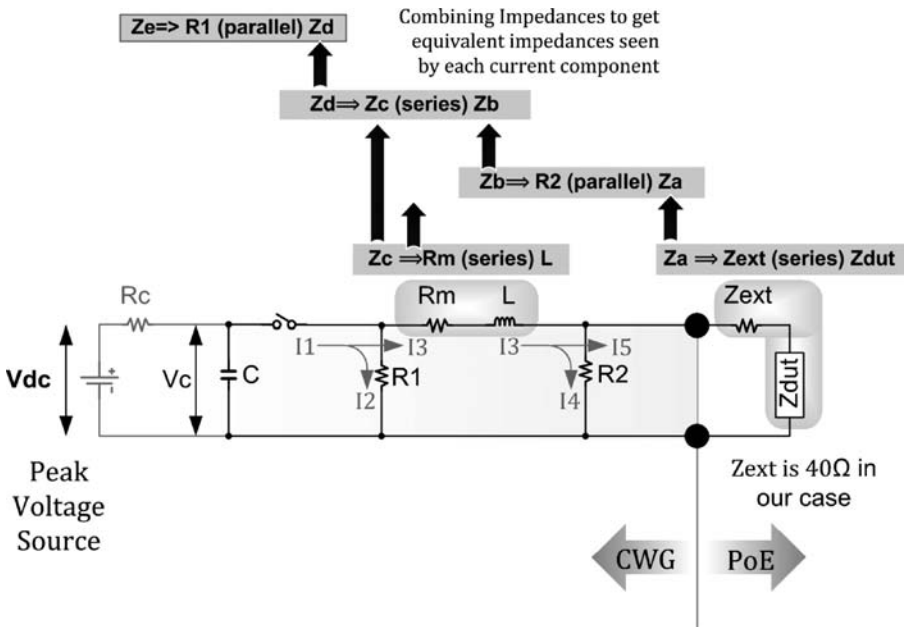 Combining Impedances to get
equivalent impedances seen
by each current component
Ze=> R1 (parallel) Zd
Zd⇒ Zc (series) Zb
Zb⇒ R2 (parallel) Za
Zc ⇒Rm (series) L
Za ⇒ Zext (series) Zdut
Rc
Rm
L
Zext
Vdc
+
-
Vc
C
I1
I3
I2
R1
I3
I5
I4
R2
Zdut
Peak
Voltage
Source
Zext is 40Ω in
our case
CWG
PoE